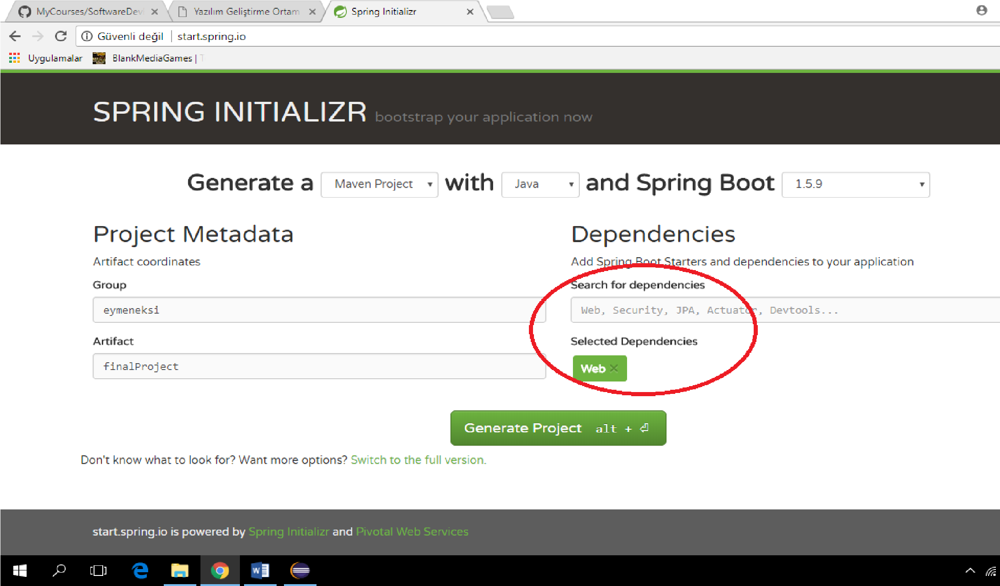 MyCourses/SoftwareDev
Yazılım Geliştirme Ortam
Spring Initializr
Güvenli değil
start.spring.io
Uygulamalar
BlankMediaGames | T
SPRING INITIALIZR bootstrap your application now
Generate a Maven Project with Java and Spring Boot 1.5.9
Project Metadata
Artifact coordinates
Group
eymeneksi
Artifact
finalProject
Dependencies
Add Spring Boot Starters and dependencies to your application
Search for dependencies
Web, Security, JPA, Actuator, Devtools...
Selected Dependencies
Web
Generate Project alt + ⏎
Don't know what to look for? Want more options? Switch to the full version.
start.spring.io is powered by Spring Initializr and Pivotal Web Services